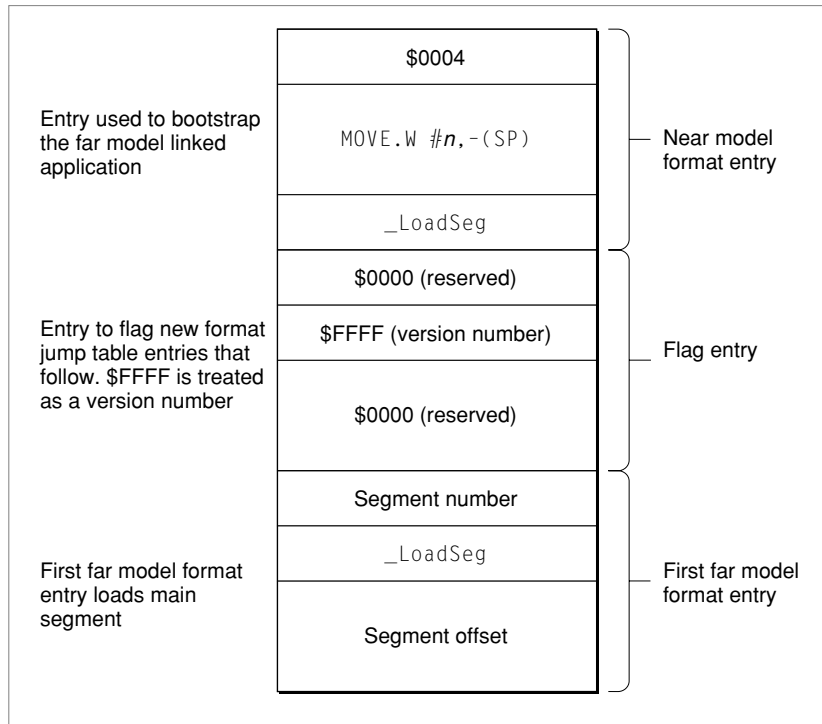 $0004
Entry used to bootstrap
the far model linked
application
MOVE.W #n,-(SP)
Near model
format entry
_LoadSeg
$0000 (reserved)
Entry to flag new format
jump table entries that
follow. $FFFF is treated
as a version number
$FFFF (version number)
Flag entry
$0000 (reserved)
Segment number
_LoadSeg
First far model format
entry loads main
segment
First far model
format entry
Segment offset